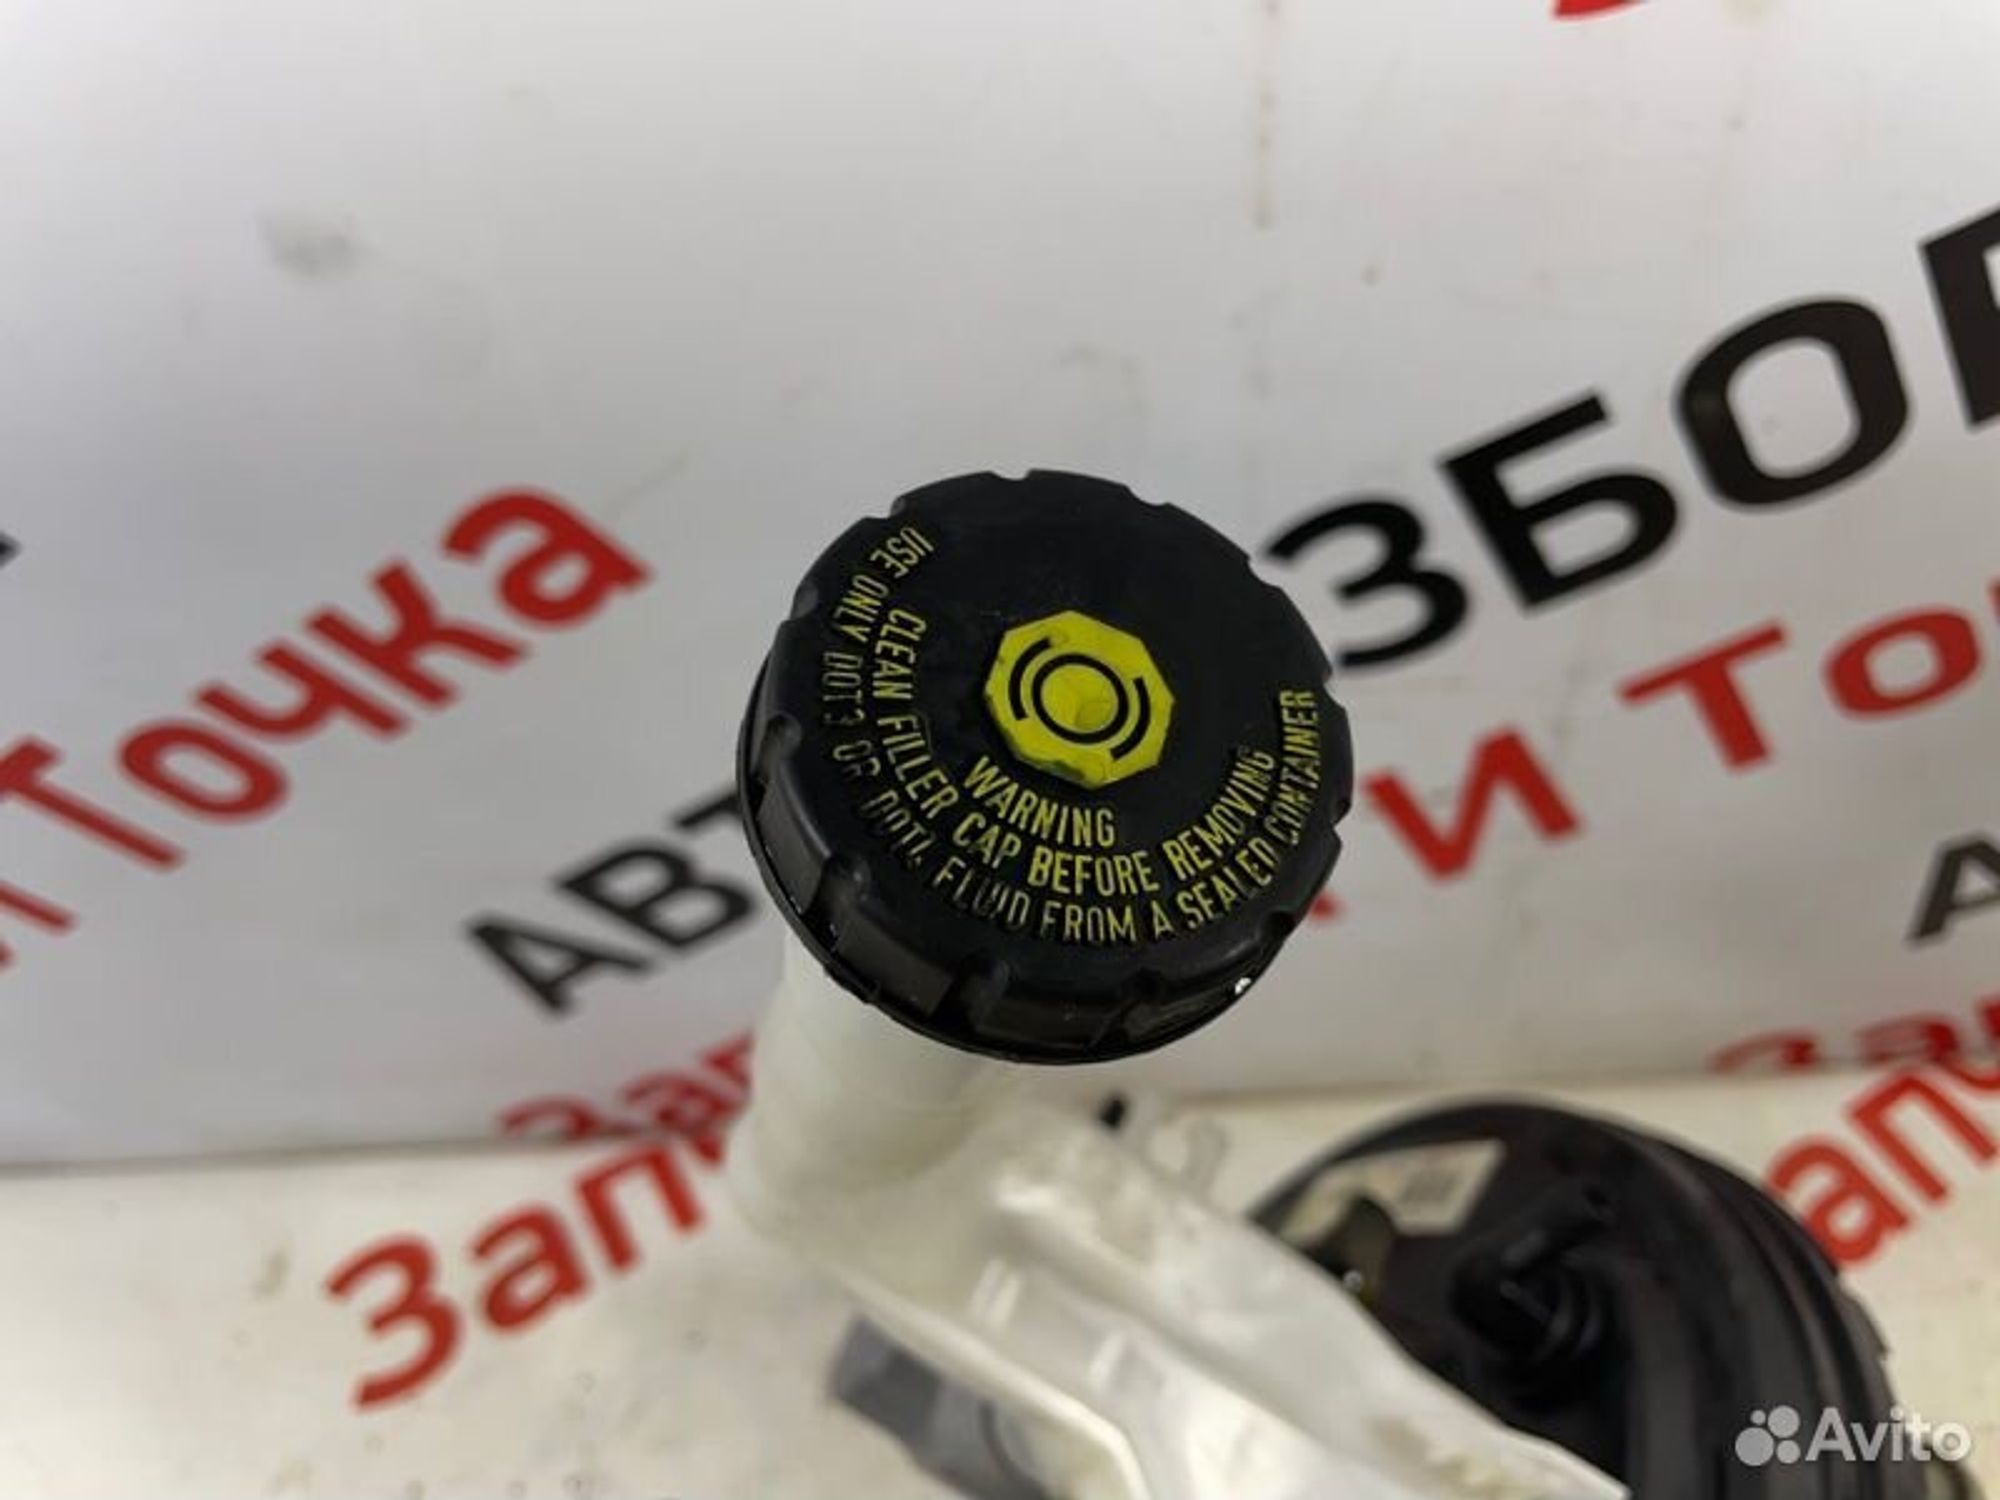 WARNING
CLEAN FILLER CAP BEFORE REMOVING
USE ONLY DOT3 OR DOT4 FLUID FROM A SEALED CONTAINER
Точка
АВТ
ЗБОР
и То
Запч
Avito